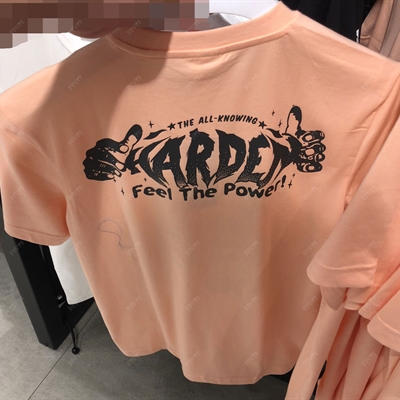 ★ THE ALL-KNOWING
HARDEN
Feel The Power!